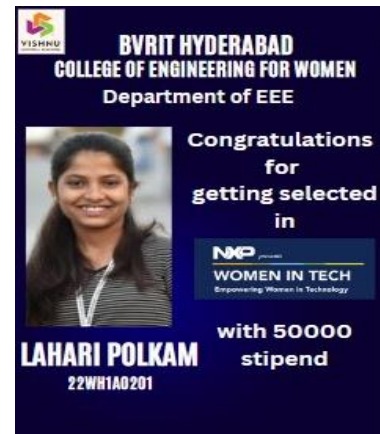 VISHNU
BVRIT HYDERABAD
COLLEGE OF ENGINEERING FOR WOMEN
Department of EEE
Congratulations
for
getting selected
in
NXP
WOMEN IN TECH
Empowering Women in Technology
with 50000
stipend
LAHARI POLKAM
22WH1A0201